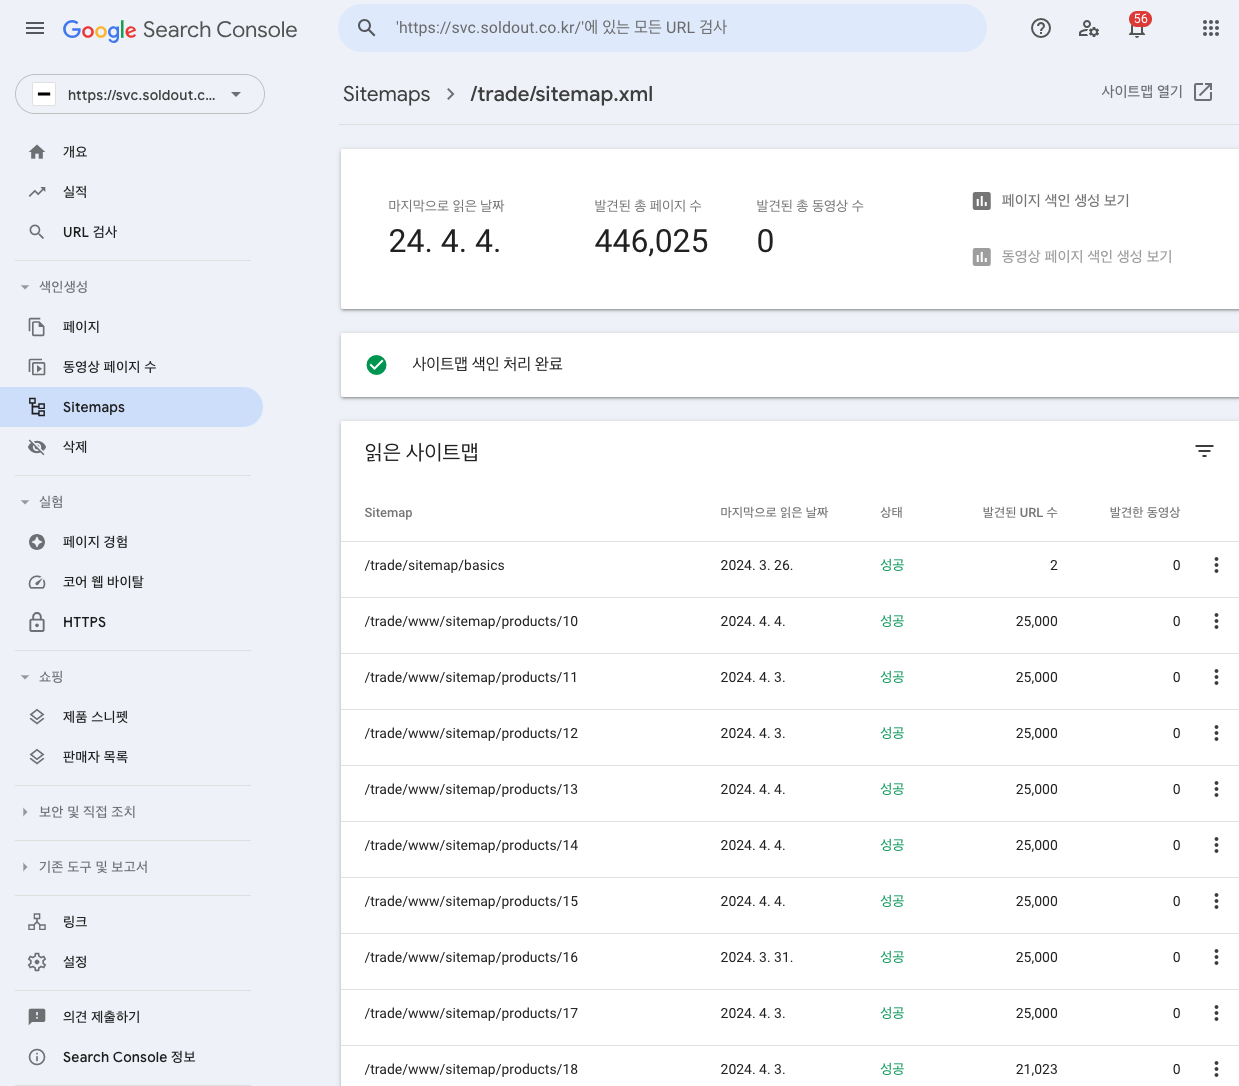 Google Search Console
'https://svc.soldout.co.kr/'에 있는 모든 URL 검사
56
https://svc.soldout.c...
개요
실적
URL 검사
색인생성
페이지
동영상 페이지 수
Sitemaps
삭제
실험
페이지 경험
코어 웹 바이탈
HTTPS
쇼핑
제품 스니펫
판매자 목록
보안 및 직접 조치
기존 도구 및 보고서
링크
설정
의견 제출하기
Search Console 정보
Sitemaps > /trade/sitemap.xml
사이트맵 열기
마지막으로 읽은 날짜
24. 4. 4.
발견된 총 페이지 수
446,025
발견된 총 동영상 수
0
페이지 색인 생성 보기
동영상 페이지 색인 생성 보기
사이트맵 색인 처리 완료
읽은 사이트맵
Sitemap 마지막으로 읽은 날짜 상태 발견된 URL 수 발견한 동영상
/trade/sitemap/basics 2024. 3. 26. 성공 2 0
/trade/www/sitemap/products/10 2024. 4. 4. 성공 25,000 0
/trade/www/sitemap/products/11 2024. 4. 3. 성공 25,000 0
/trade/www/sitemap/products/12 2024. 4. 3. 성공 25,000 0
/trade/www/sitemap/products/13 2024. 4. 4. 성공 25,000 0
/trade/www/sitemap/products/14 2024. 4. 4. 성공 25,000 0
/trade/www/sitemap/products/15 2024. 4. 4. 성공 25,000 0
/trade/www/sitemap/products/16 2024. 3. 31. 성공 25,000 0
/trade/www/sitemap/products/17 2024. 4. 3. 성공 25,000 0
/trade/www/sitemap/products/18 2024. 4. 3. 성공 21,023 0